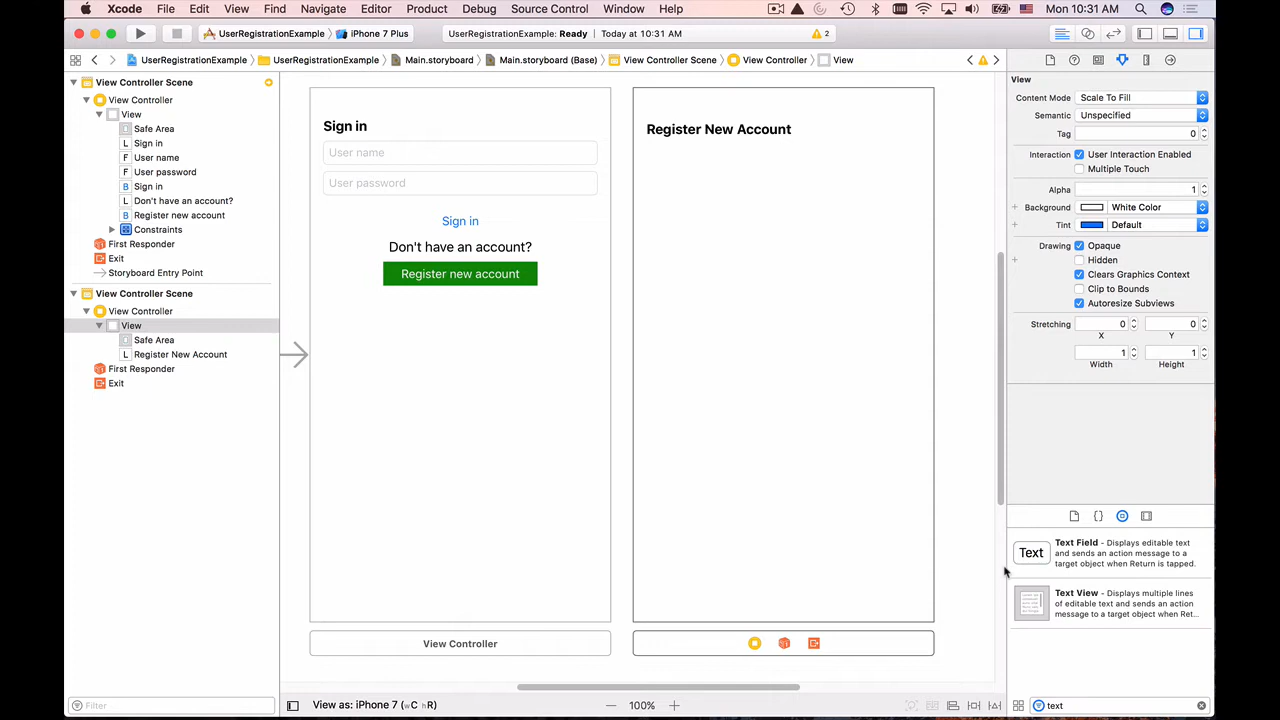 Xcode File Edit View Find Navigate Editor Product Debug Source Control Window Help Mon 10:31 AM
UserRegistrationExample iPhone 7 Plus UserRegistrationExample: Ready Today at 10:31 AM 2
UserRegistrationExample UserRegistrationExample Main.storyboard Main.storyboard (Base) View Controller Scene View Controller View
View Controller Scene
View Controller
View
Safe Area
L Sign in
F User name
F User password
B Sign in
L Don't have an account?
B Register new account
Constraints
First Responder
Exit
Storyboard Entry Point
View Controller Scene
View Controller
View
Safe Area
L Register New Account
First Responder
Exit
Filter
Sign in
User name
User password
Sign in
Don't have an account?
Register new account
View Controller
Register New Account
View as: iPhone 7 (wC hR)
100%
View
Content Mode Scale To Fill
Semantic Unspecified
Tag 0
Interaction User Interaction Enabled
Multiple Touch
Alpha 1
Background White Color
Tint Default
Drawing Opaque
Hidden
Clears Graphics Context
Clip to Bounds
Autoresize Subviews
Stretching 0 0
X Y
1 1
Width Height
Text
Text Field - Displays editable text
and sends an action message to a
target object when Return is tapped.
Text View - Displays multiple lines
of editable text and sends an action
message to a target object when Ret...
text